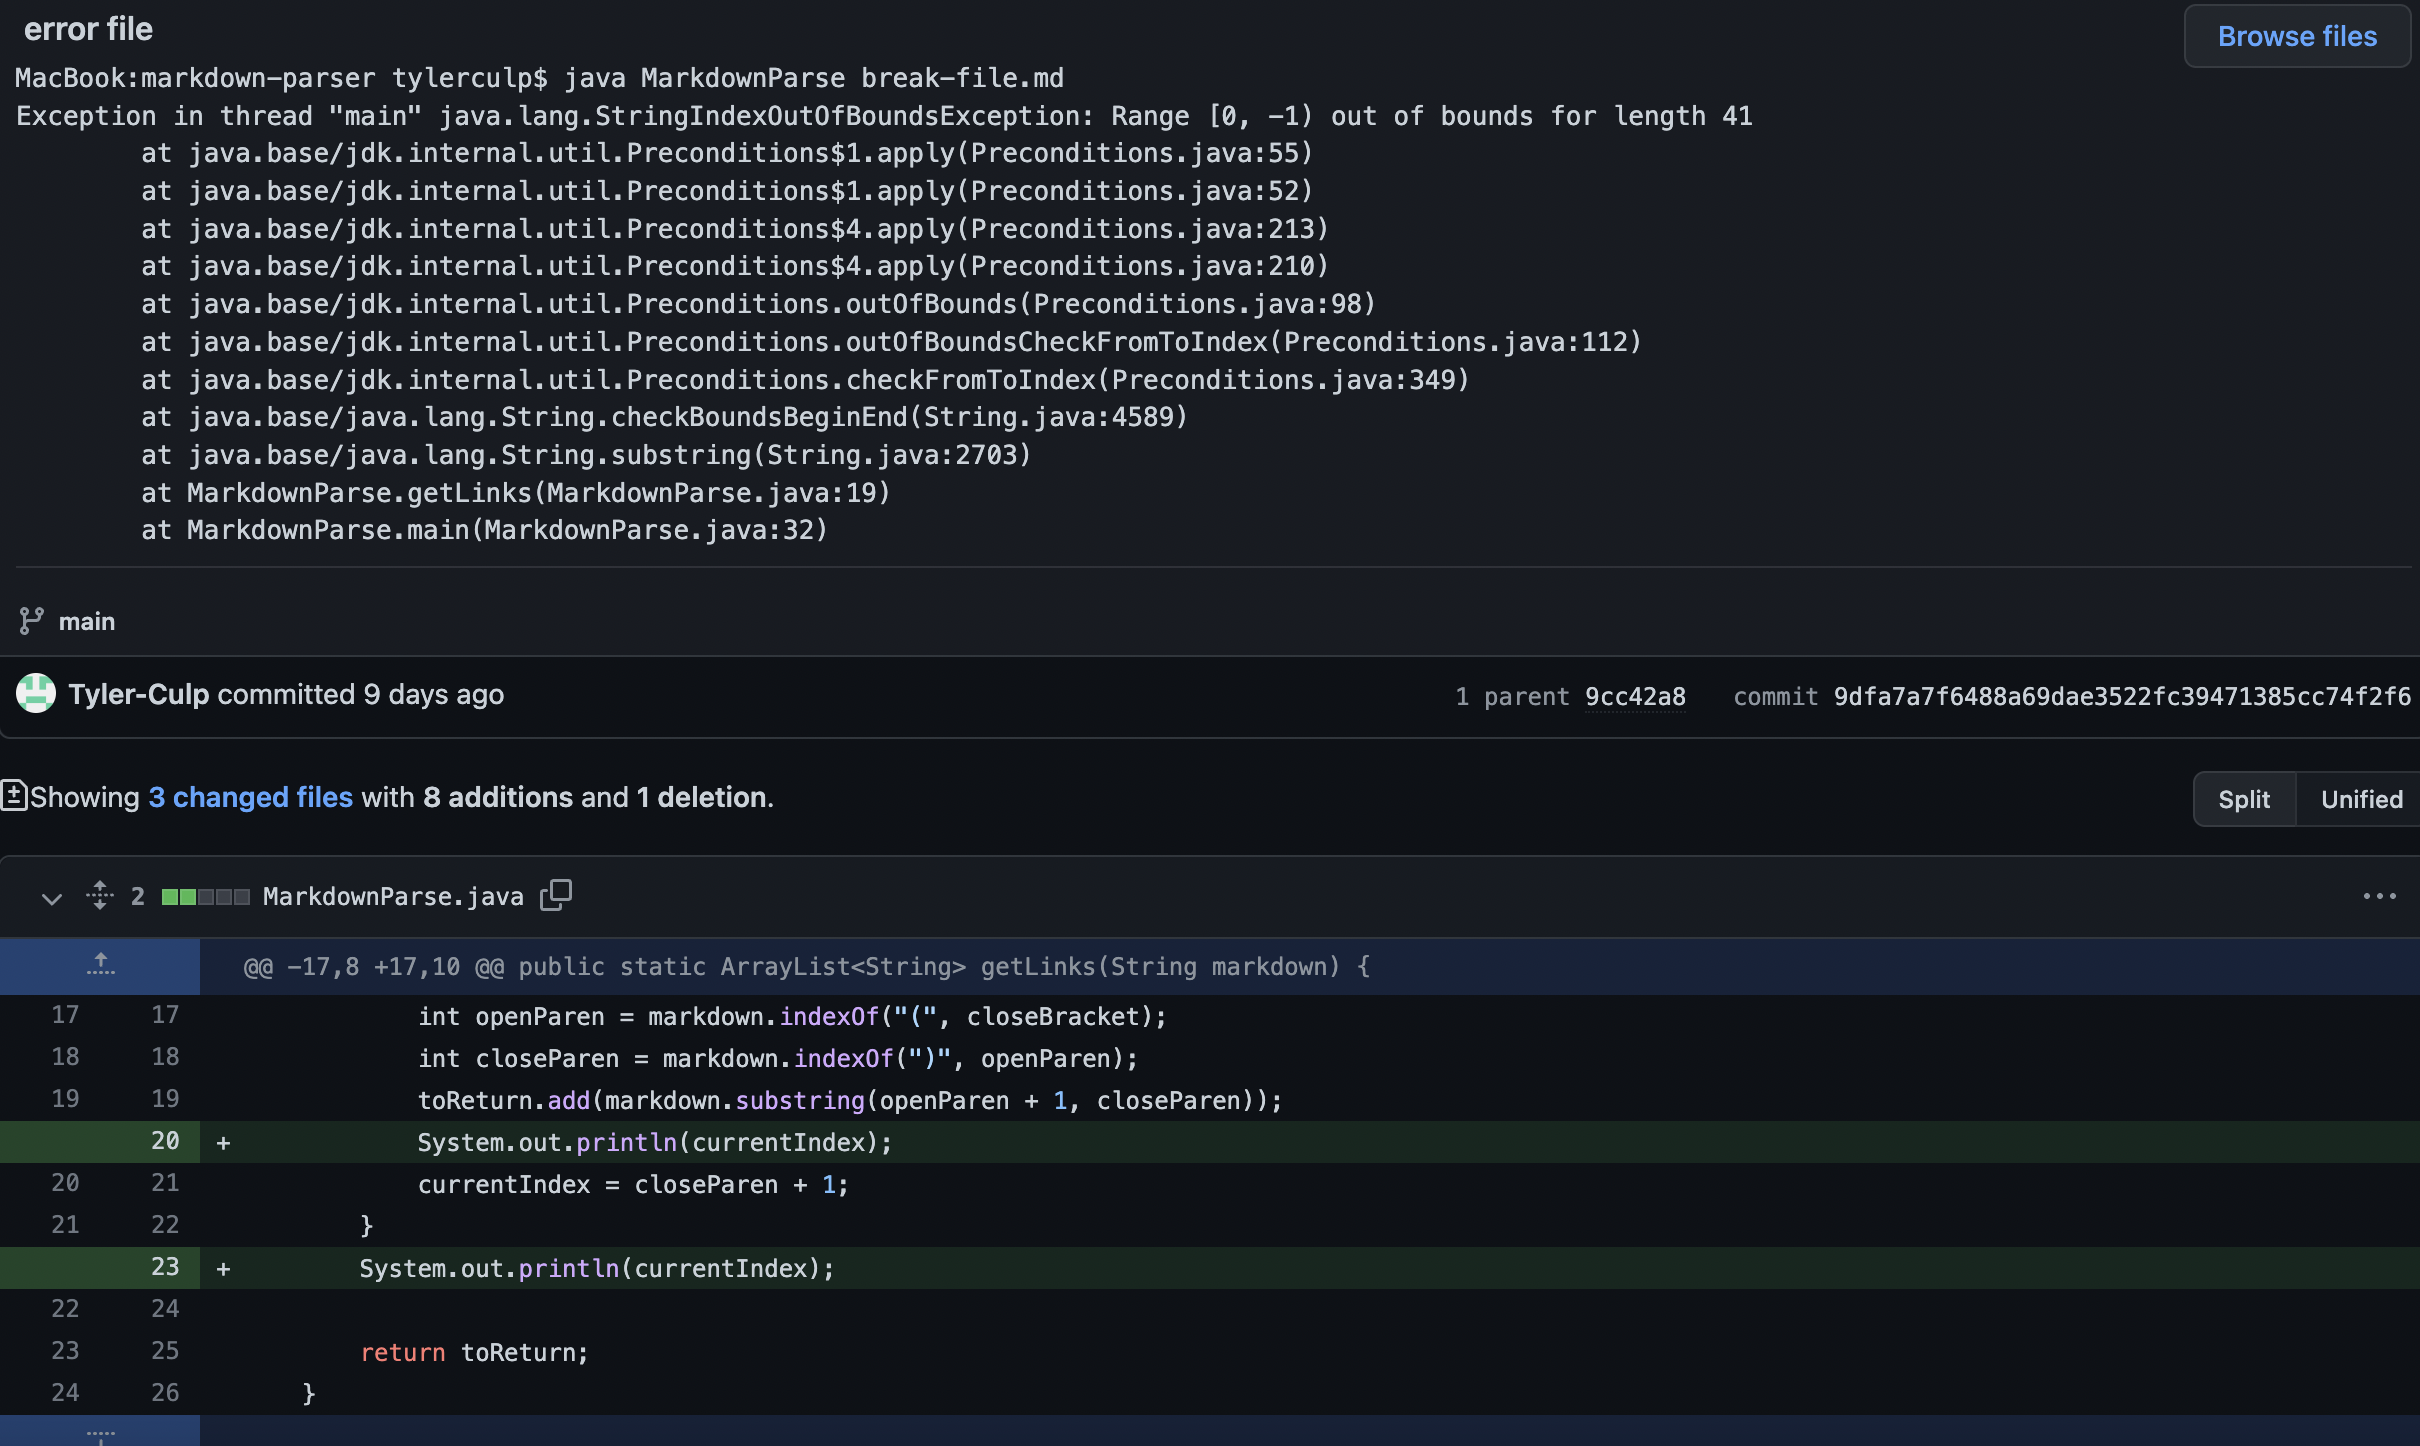 error file
Browse files
MacBook:markdown-parser tylerculp$ java MarkdownParse break-file.md
Exception in thread "main" java.lang.StringIndexOutOfBoundsException: Range [0, -1) out of bounds for length 41
        at java.base/jdk.internal.util.Preconditions$1.apply(Preconditions.java:55)
        at java.base/jdk.internal.util.Preconditions$1.apply(Preconditions.java:52)
        at java.base/jdk.internal.util.Preconditions$4.apply(Preconditions.java:213)
        at java.base/jdk.internal.util.Preconditions$4.apply(Preconditions.java:210)
        at java.base/jdk.internal.util.Preconditions.outOfBounds(Preconditions.java:98)
        at java.base/jdk.internal.util.Preconditions.outOfBoundsCheckFromToIndex(Preconditions.java:112)
        at java.base/jdk.internal.util.Preconditions.checkFromToIndex(Preconditions.java:349)
        at java.base/java.lang.String.checkBoundsBeginEnd(String.java:4589)
        at java.base/java.lang.String.substring(String.java:2703)
        at MarkdownParse.getLinks(MarkdownParse.java:19)
        at MarkdownParse.main(MarkdownParse.java:32)
main
Tyler-Culp committed 9 days ago 1 parent 9cc42a8 commit 9dfa7a7f6488a69dae3522fc39471385cc74f2f6
Showing 3 changed files with 8 additions and 1 deletion.
Split Unified
2 MarkdownParse.java
@@ -17,8 +17,10 @@ public static ArrayList<String> getLinks(String markdown) {
17 17 int openParen = markdown.indexOf("(", closeBracket);
18 18 int closeParen = markdown.indexOf(")", openParen);
19 19 toReturn.add(markdown.substring(openParen + 1, closeParen));
20 + System.out.println(currentIndex);
20 21 currentIndex = closeParen + 1;
21 22 }
23 + System.out.println(currentIndex);
22 24
23 25 return toReturn;
24 26 }